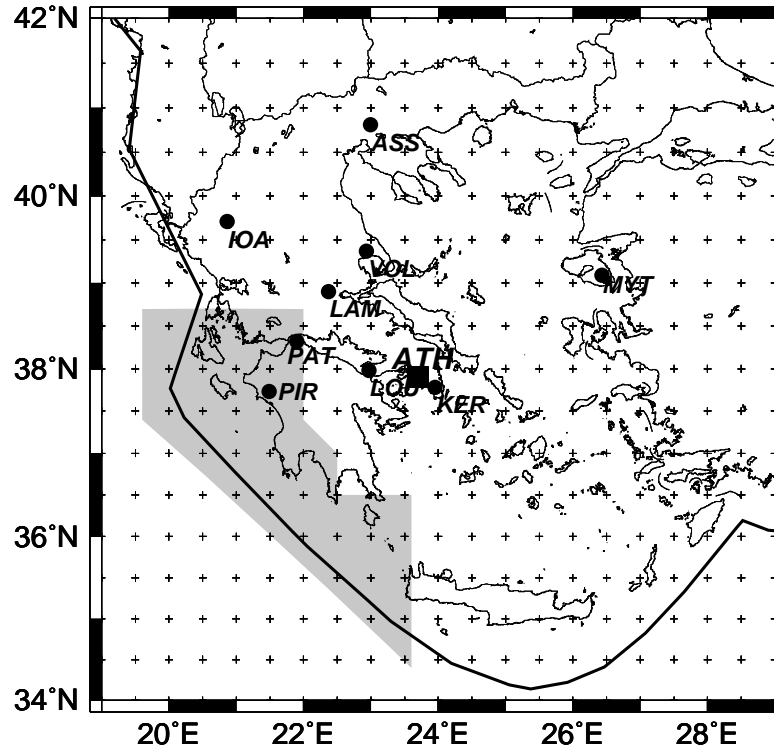 42°N
ASS
40°N
IOA
VOL
MYT
LAM
PAT
ATH
38°N
LOU
PIR
KER
36°N
34°N
20°E 22°E 24°E 26°E 28°E